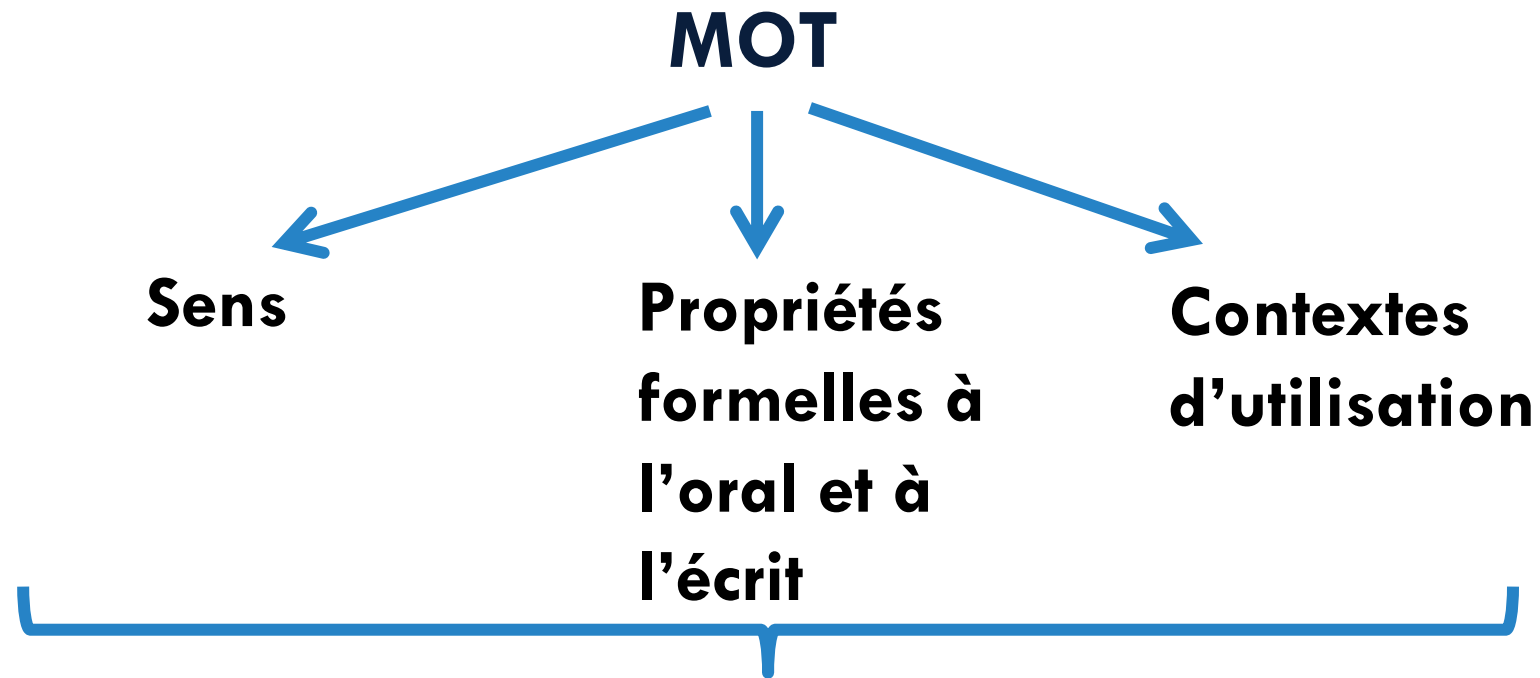 MOT
Sens
Propriétés
formelles à
l’oral et à
l’écrit
Contextes
d’utilisation